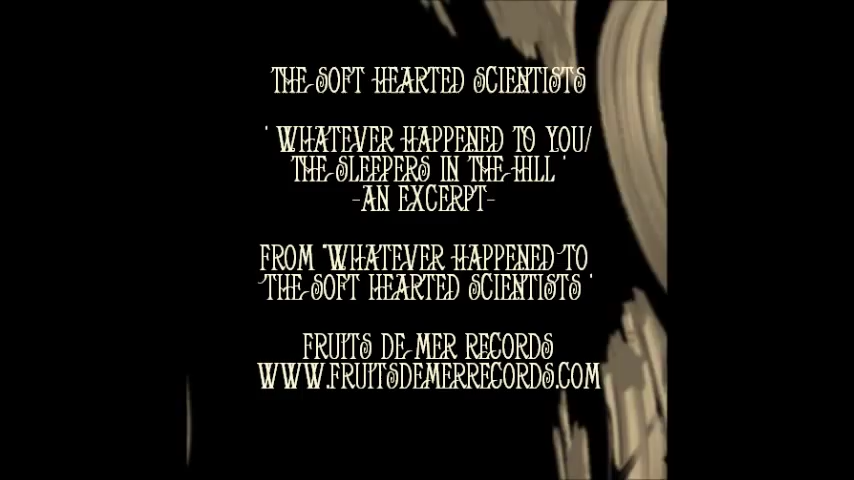 THE SOFT HEARTED SCIENTISTS
' WHATEVER HAPPENED TO YOU/
THE SLEEPERS IN THE HILL '
-AN EXCERPT-
FROM 'WHATEVER HAPPENED TO
THE SOFT HEARTED SCIENTISTS '
FRUITS DE MER RECORDS
WWW.FRUITSDEMERRECORDS.COM